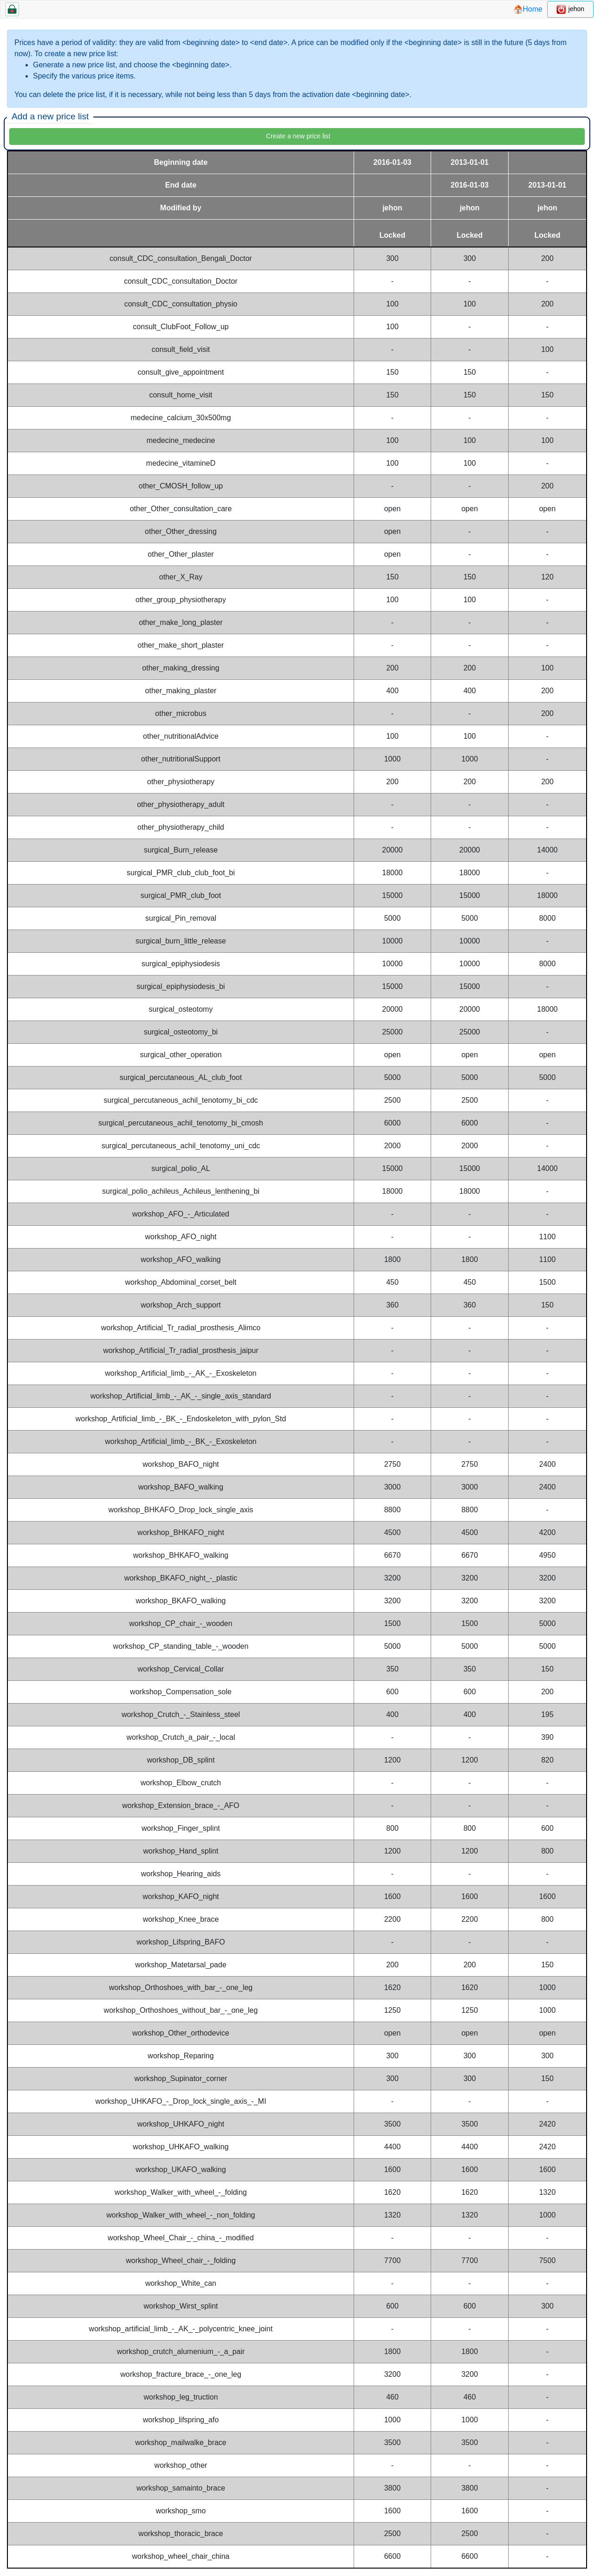 Home jehon
Prices have a period of validity: they are valid from <beginning date> to <end date>. A price can be modified only if the <beginning date> is still in the future (5 days from
now). To create a new price list:
Generate a new price list, and choose the <beginning date>.
Specify the various price items.
You can delete the price list, if it is necessary, while not being less than 5 days from the activation date <beginning date>.
Add a new price list
Create a new price list
Beginning date 2016-01-03 2013-01-01
End date 2016-01-03 2013-01-01
Modified by jehon jehon jehon
Locked Locked Locked
consult_CDC_consultation_Bengali_Doctor 300 300 200
consult_CDC_consultation_Doctor - - -
consult_CDC_consultation_physio 100 100 200
consult_ClubFoot_Follow_up 100 - -
consult_field_visit - - 100
consult_give_appointment 150 150 -
consult_home_visit 150 150 150
medecine_calcium_30x500mg - - -
medecine_medecine 100 100 100
medecine_vitamineD 100 100 -
other_CMOSH_follow_up - - 200
other_Other_consultation_care open open open
other_Other_dressing open - -
other_Other_plaster open - -
other_X_Ray 150 150 120
other_group_physiotherapy 100 100 -
other_make_long_plaster - - -
other_make_short_plaster - - -
other_making_dressing 200 200 100
other_making_plaster 400 400 200
other_microbus - - 200
other_nutritionalAdvice 100 100 -
other_nutritionalSupport 1000 1000 -
other_physiotherapy 200 200 200
other_physiotherapy_adult - - -
other_physiotherapy_child - - -
surgical_Burn_release 20000 20000 14000
surgical_PMR_club_club_foot_bi 18000 18000 -
surgical_PMR_club_foot 15000 15000 18000
surgical_Pin_removal 5000 5000 8000
surgical_burn_little_release 10000 10000 -
surgical_epiphysiodesis 10000 10000 8000
surgical_epiphysiodesis_bi 15000 15000 -
surgical_osteotomy 20000 20000 18000
surgical_osteotomy_bi 25000 25000 -
surgical_other_operation open open open
surgical_percutaneous_AL_club_foot 5000 5000 5000
surgical_percutaneous_achil_tenotomy_bi_cdc 2500 2500 -
surgical_percutaneous_achil_tenotomy_bi_cmosh 6000 6000 -
surgical_percutaneous_achil_tenotomy_uni_cdc 2000 2000 -
surgical_polio_AL 15000 15000 14000
surgical_polio_achileus_Achileus_lenthening_bi 18000 18000 -
workshop_AFO_-_Articulated - - -
workshop_AFO_night - - 1100
workshop_AFO_walking 1800 1800 1100
workshop_Abdominal_corset_belt 450 450 1500
workshop_Arch_support 360 360 150
workshop_Artificial_Tr_radial_prosthesis_Alimco - - -
workshop_Artificial_Tr_radial_prosthesis_jaipur - - -
workshop_Artificial_limb_-_AK_-_Exoskeleton - - -
workshop_Artificial_limb_-_AK_-_single_axis_standard - - -
workshop_Artificial_limb_-_BK_-_Endoskeleton_with_pylon_Std - - -
workshop_Artificial_limb_-_BK_-_Exoskeleton - - -
workshop_BAFO_night 2750 2750 2400
workshop_BAFO_walking 3000 3000 2400
workshop_BHKAFO_Drop_lock_single_axis 8800 8800 -
workshop_BHKAFO_night 4500 4500 4200
workshop_BHKAFO_walking 6670 6670 4950
workshop_BKAFO_night_-_plastic 3200 3200 3200
workshop_BKAFO_walking 3200 3200 3200
workshop_CP_chair_-_wooden 1500 1500 5000
workshop_CP_standing_table_-_wooden 5000 5000 5000
workshop_Cervical_Collar 350 350 150
workshop_Compensation_sole 600 600 200
workshop_Crutch_-_Stainless_steel 400 400 195
workshop_Crutch_a_pair_-_local - - 390
workshop_DB_splint 1200 1200 820
workshop_Elbow_crutch - - -
workshop_Extension_brace_-_AFO - - -
workshop_Finger_splint 800 800 600
workshop_Hand_splint 1200 1200 800
workshop_Hearing_aids - - -
workshop_KAFO_night 1600 1600 1600
workshop_Knee_brace 2200 2200 800
workshop_Lifspring_BAFO - - -
workshop_Matetarsal_pade 200 200 150
workshop_Orthoshoes_with_bar_-_one_leg 1620 1620 1000
workshop_Orthoshoes_without_bar_-_one_leg 1250 1250 1000
workshop_Other_orthodevice open open open
workshop_Reparing 300 300 300
workshop_Supinator_corner 300 300 150
workshop_UHKAFO_-_Drop_lock_single_axis_-_MI - - -
workshop_UHKAFO_night 3500 3500 2420
workshop_UHKAFO_walking 4400 4400 2420
workshop_UKAFO_walking 1600 1600 1600
workshop_Walker_with_wheel_-_folding 1620 1620 1320
workshop_Walker_with_wheel_-_non_folding 1320 1320 1000
workshop_Wheel_Chair_-_china_-_modified - - -
workshop_Wheel_chair_-_folding 7700 7700 7500
workshop_White_can - - -
workshop_Wirst_splint 600 600 300
workshop_artificial_limb_-_AK_-_polycentric_knee_joint - - -
workshop_crutch_alumenium_-_a_pair 1800 1800 -
workshop_fracture_brace_-_one_leg 3200 3200 -
workshop_leg_truction 460 460 -
workshop_lifspring_afo 1000 1000 -
workshop_mailwalke_brace 3500 3500 -
workshop_other - - -
workshop_samainto_brace 3800 3800 -
workshop_smo 1600 1600 -
workshop_thoracic_brace 2500 2500 -
workshop_wheel_chair_china 6600 6600 -